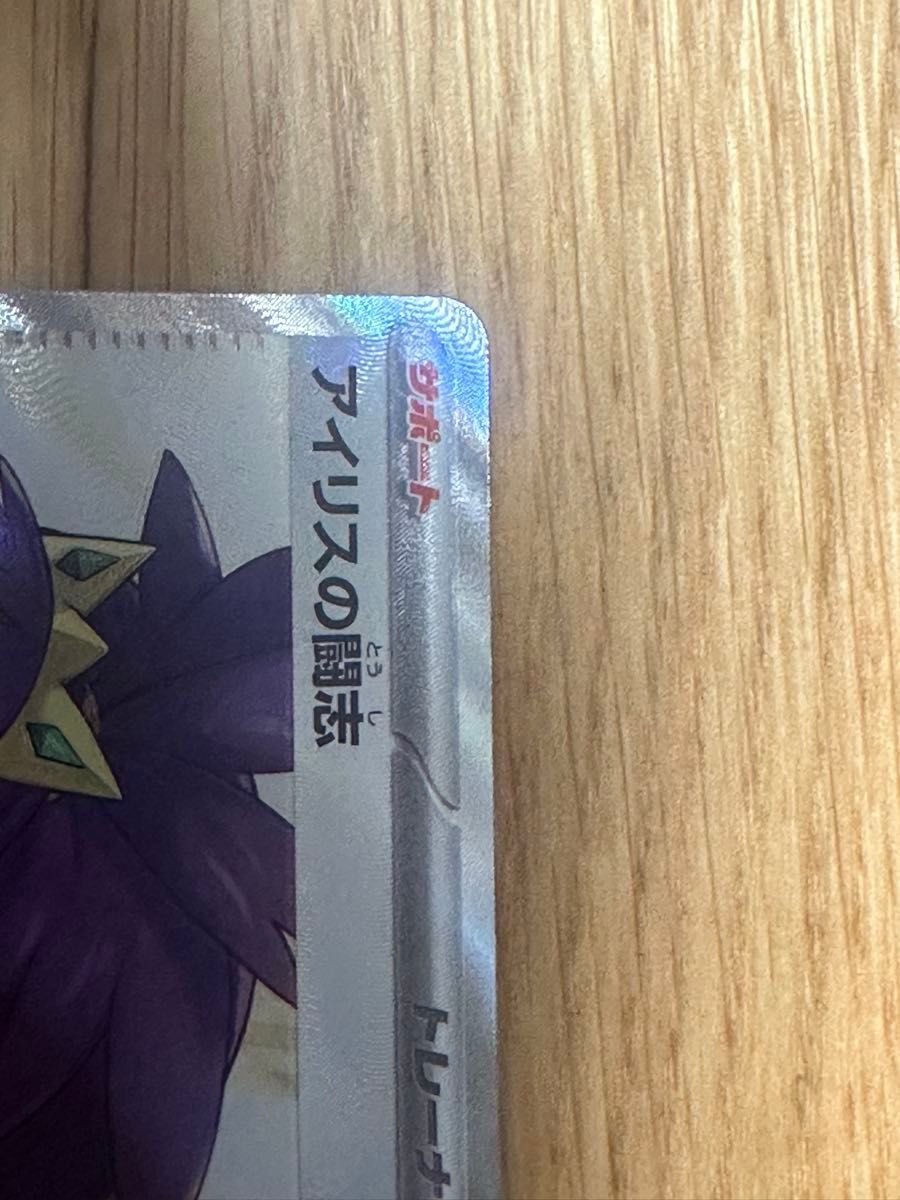 サポート
トレーナ
アイリスの闘志
とうし